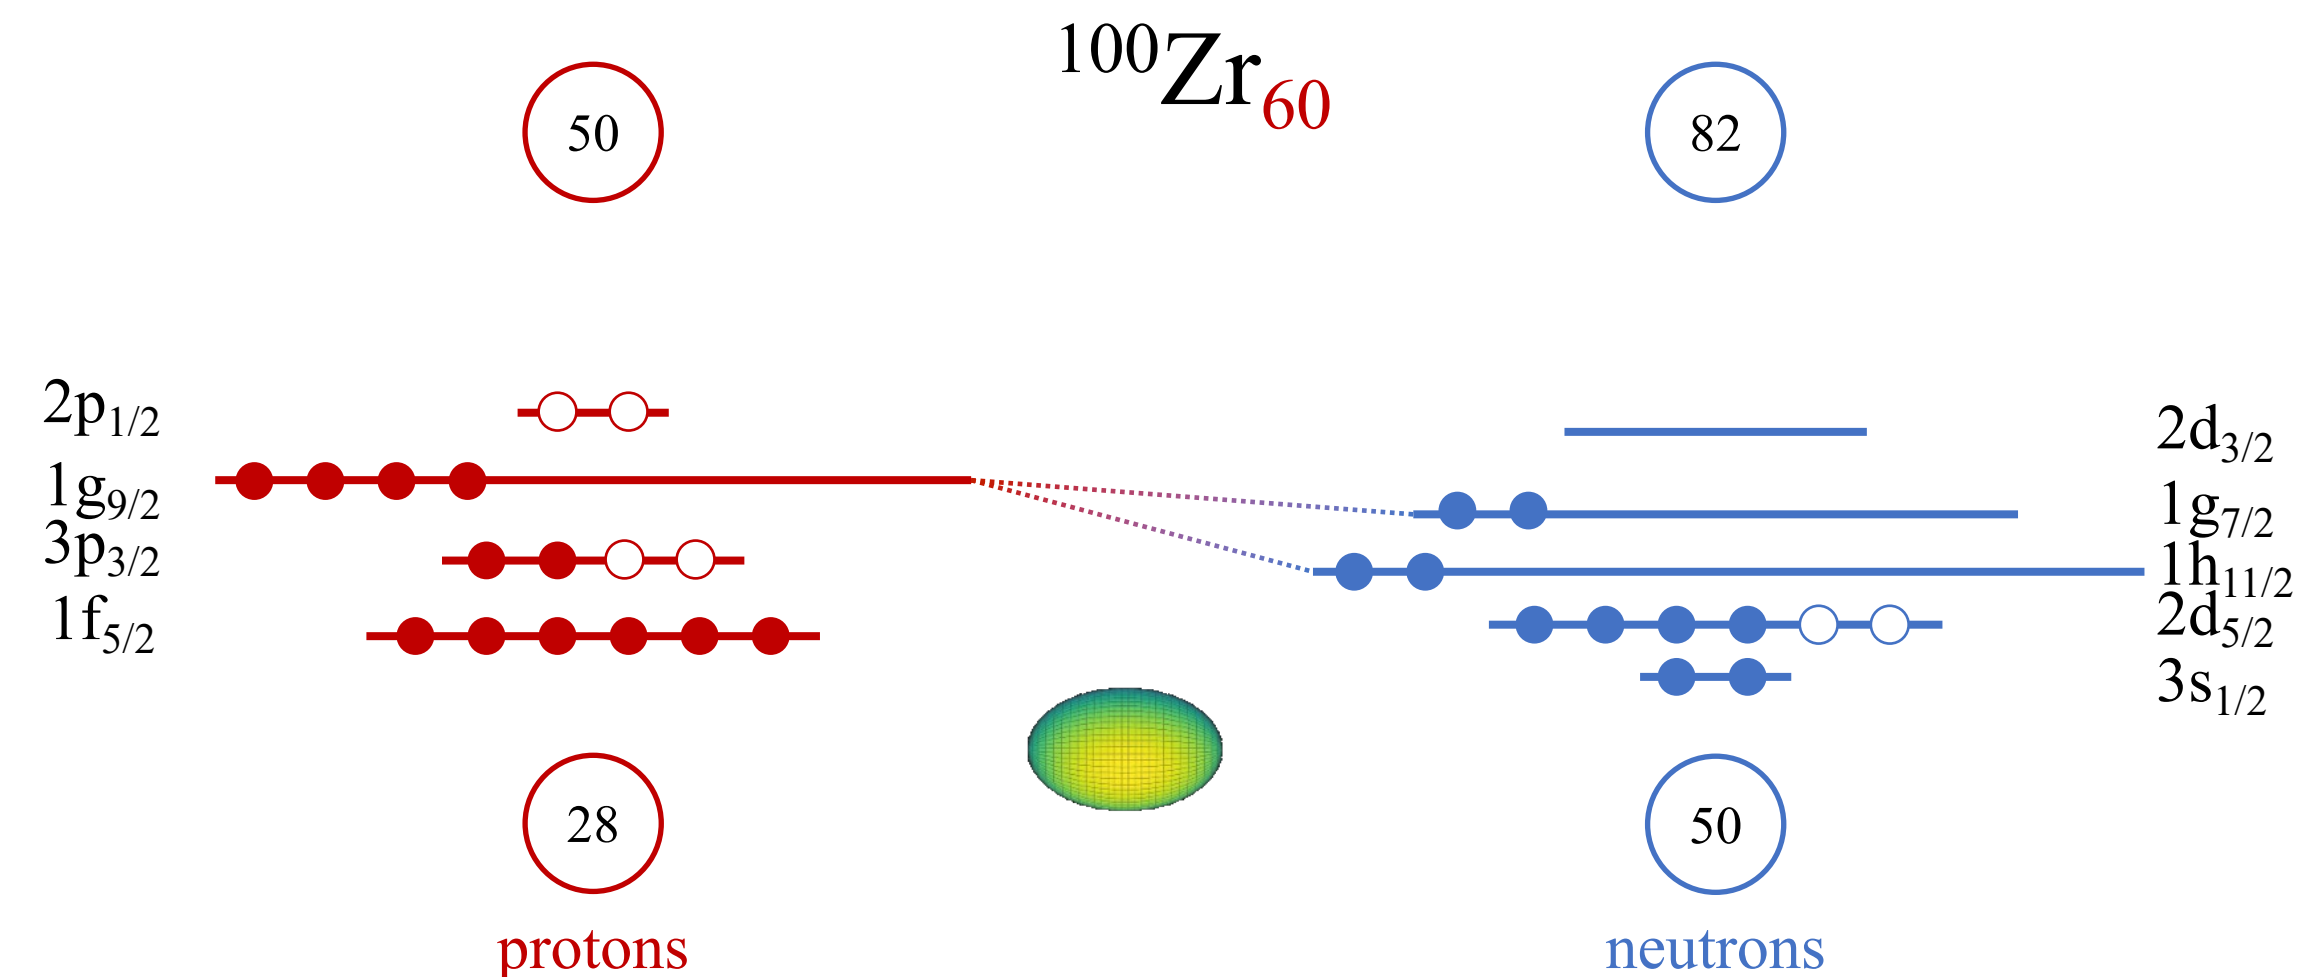 ¹⁰⁰Zr₆₀
50
82
2p₁/₂
1g₉/₂
3p₃/₂
1f₅/₂
2d₃/₂
1g₇/₂
1h₁₁/₂
2d₅/₂
3s₁/₂
28
50
protons
neutrons